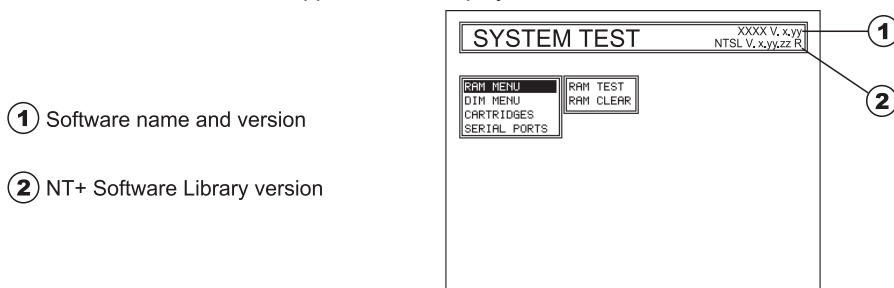 SYSTEM TEST
XXXX V. x.yy
NTSL V. x.yy.zz R
1
RAM MENU
DIM MENU
CARTRIDGES
SERIAL PORTS
RAM TEST
RAM CLEAR
2
1 Software name and version
2 NT+ Software Library version